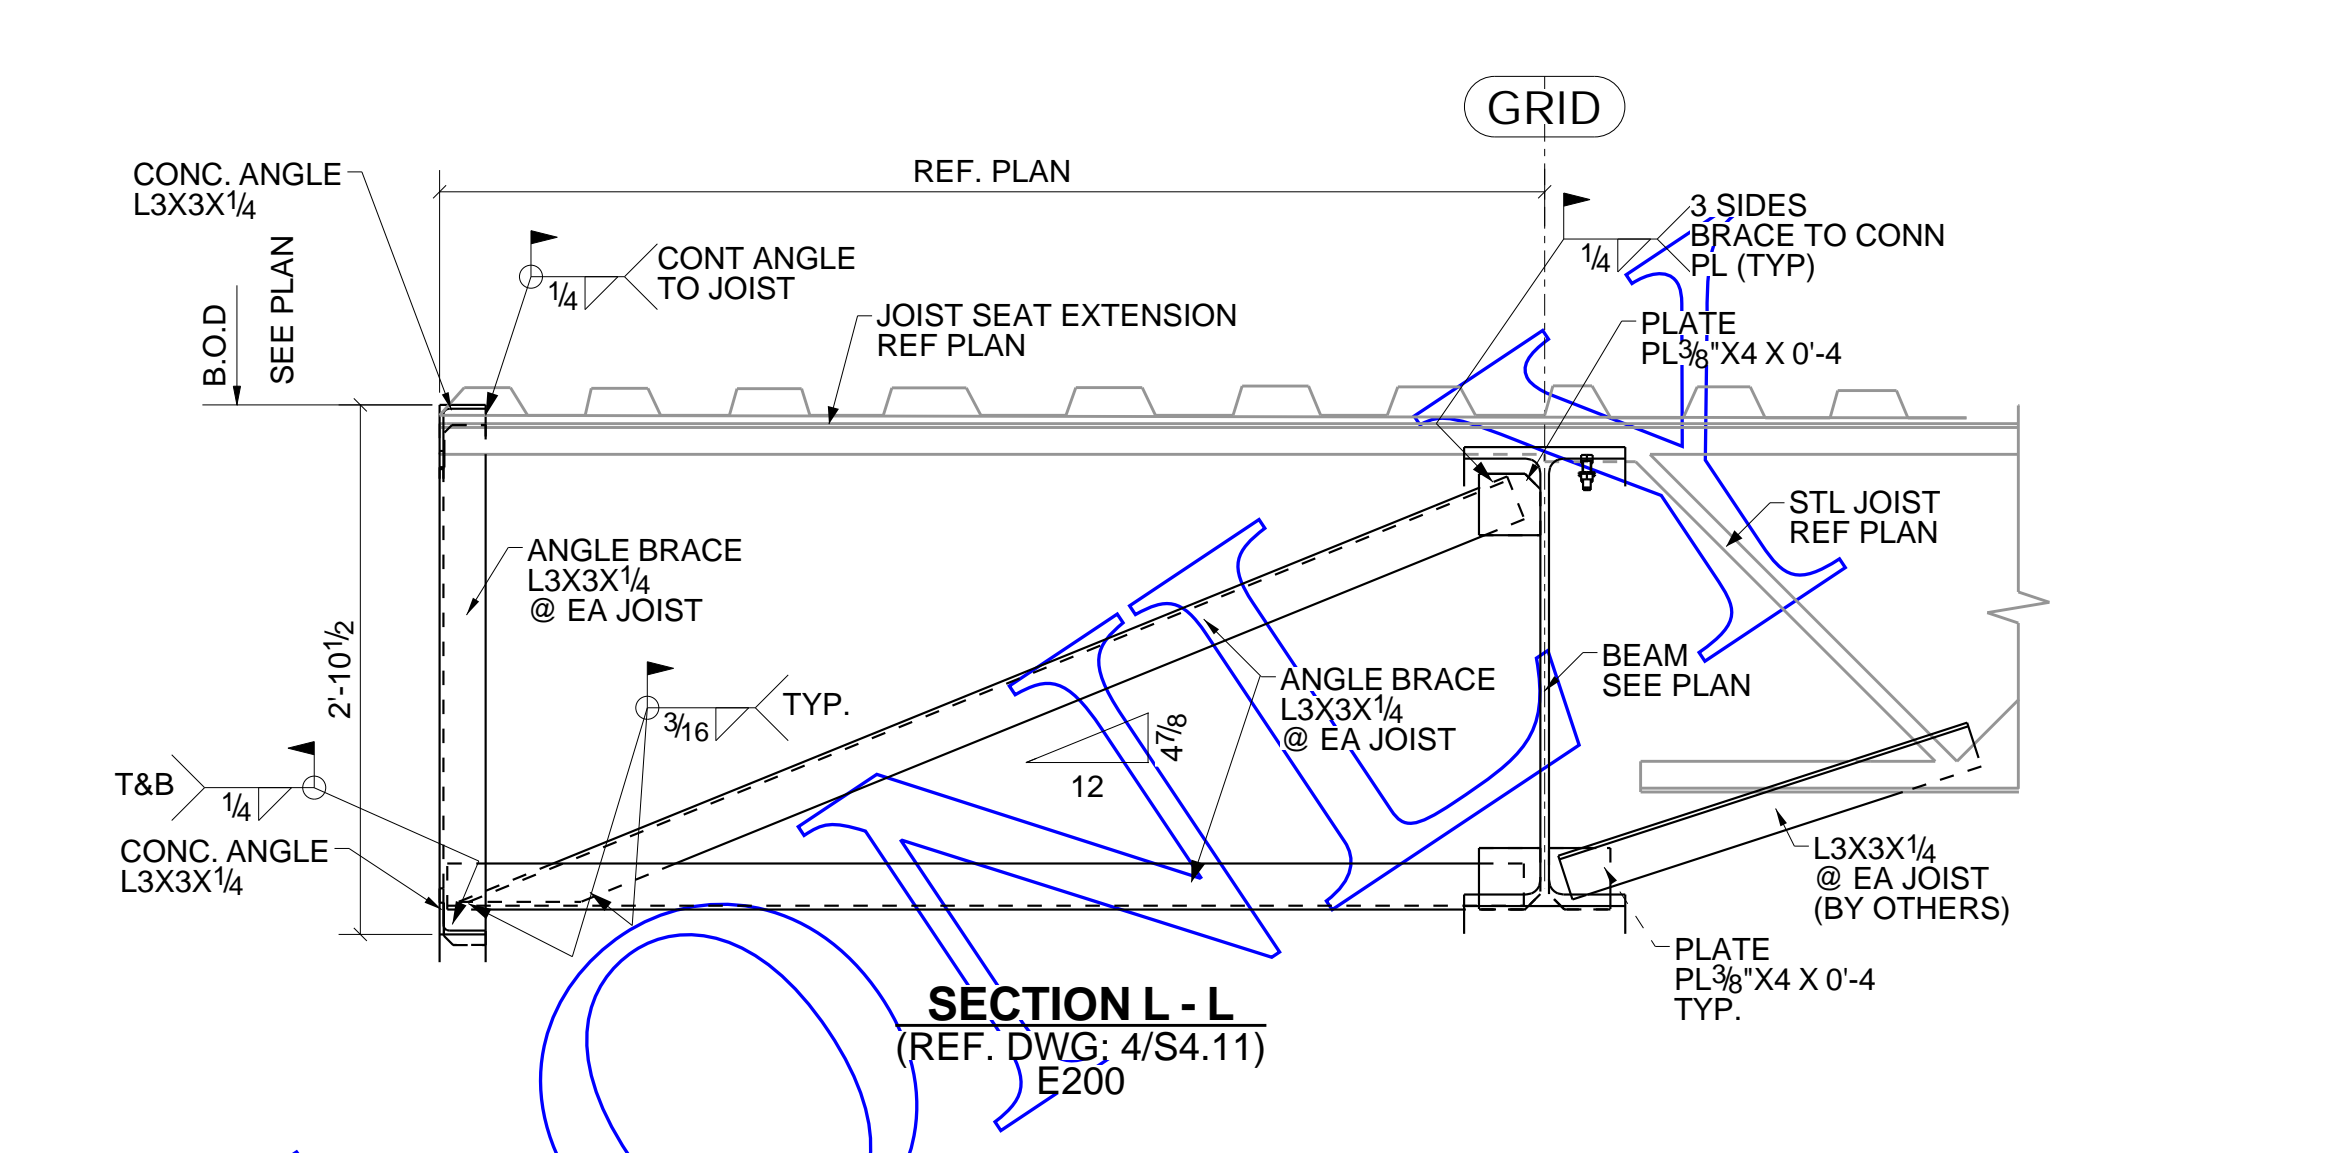 GRID
REF. PLAN
CONC. ANGLE
L3X3X1/4
3 SIDES
BRACE TO CONN
PL (TYP)
1/4
CONT ANGLE
TO JOIST
1/4
B.O.D
SEE PLAN
JOIST SEAT EXTENSION
REF PLAN
PLATE
PL3/8"X4 X 0'-4
STL JOIST
REF PLAN
ANGLE BRACE
L3X3X1/4
@ EA JOIST
2'-10 1/2
BEAM
SEE PLAN
ANGLE BRACE
L3X3X1/4
@ EA JOIST
3/16
TYP.
4 7/8
12
T&B
1/4
CONC. ANGLE
L3X3X1/4
L3X3X1/4
@ EA JOIST
(BY OTHERS)
PLATE
PL3/8"X4 X 0'-4
TYP.
SECTION L - L
(REF. DWG: 4/S4.11)
E200